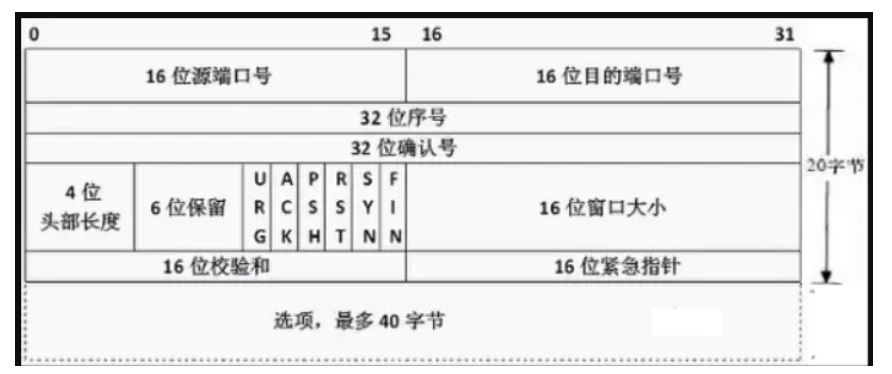 0 15 16 31
16 位源端口号 16 位目的端口号
32 位序号
32 位确认号
20字节
4 位
头部长度
6 位保留
URG
ACK
PSH
RST
SYN
FIN
16 位窗口大小
16 位校验和 16 位紧急指针
选项，最多 40 字节